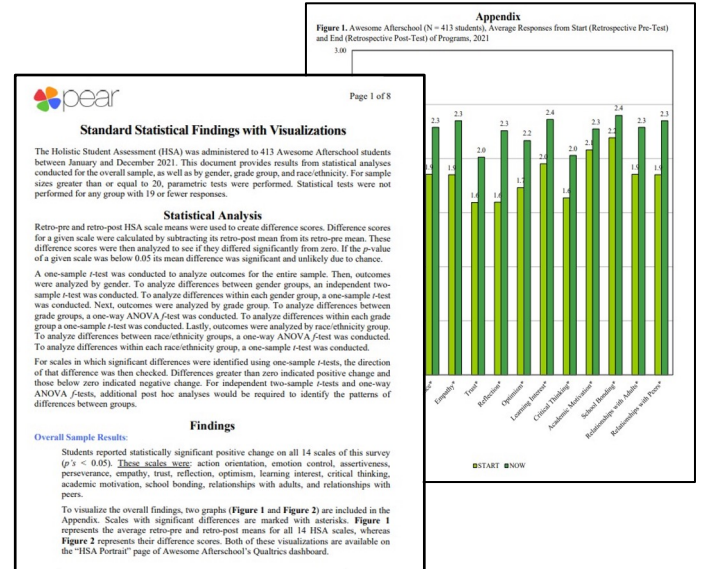 Appendix
Figure 1. Awesome Afterschool (N = 413 students), Average Responses from Start (Retrospective Pre-Test)
and End (Retrospective Post-Test) of Programs, 2021
3.00
2.3 2.3 2.0 2.3 2.2 2.4 2.0 2.3 2.4 2.3 2.3
1.9 1.9 1.6 1.6 1.7 2.0 1.6 2.1 2.2 1.9 1.9
Empathy*
Trust*
Reflection*
Optimism*
Learning Interest*
Critical Thinking*
Academic Motivation*
School Bonding*
Relationships with Adults*
Relationships with Peers*
START NOW
pear
Page 1 of 8
Standard Statistical Findings with Visualizations
The Holistic Student Assessment (HSA) was administered to 413 Awesome Afterschool students
between January and December 2021. This document provides results from statistical analyses
conducted for the overall sample, as well as by gender, grade group, and race/ethnicity. For sample
sizes greater than or equal to 20, parametric tests were performed. Statistical tests were not
performed for any group with 19 or fewer responses.
Statistical Analysis
Retro-pre and retro-post HSA scale means were used to create difference scores. Difference scores
for a given scale were calculated by subtracting its retro-post mean from its retro-pre mean. These
difference scores were then analyzed to see if they differed significantly from zero. If the p-value
of a given scale was below 0.05 its mean difference was significant and unlikely due to chance.
A one-sample t-test was conducted to analyze outcomes for the entire sample. Then, outcomes
were analyzed by gender. To analyze differences between gender groups, an independent two-
sample t-test was conducted. To analyze differences within each gender group, a one-sample t-test
was conducted. Next, outcomes were analyzed by grade group. To analyze differences between
grade groups, a one-way ANOVA f-test was conducted. To analyze differences within each grade
group a one-sample t-test was conducted. Lastly, outcomes were analyzed by race/ethnicity group.
To analyze differences between race/ethnicity groups, a one-way ANOVA f-test was conducted.
To analyze differences within each race/ethnicity group, a one-sample t-test was conducted.
For scales in which significant differences were identified using one-sample t-tests, the direction
of that difference was then checked. Differences greater than zero indicated positive change and
those below zero indicated negative change. For independent two-sample t-tests and one-way
ANOVA f-tests, additional post hoc analyses would be required to identify the patterns of
differences between groups.
Findings
Overall Sample Results:
Students reported statistically significant positive change on all 14 scales of this survey
(p's < 0.05). These scales were: action orientation, emotion control, assertiveness,
perseverance, empathy, trust, reflection, optimism, learning interest, critical thinking,
academic motivation, school bonding, relationships with adults, and relationships with
peers.
To visualize the overall findings, two graphs (Figure 1 and Figure 2) are included in the
Appendix. Scales with significant differences are marked with asterisks. Figure 1
represents the average retro-pre and retro-post means for all 14 HSA scales, whereas
Figure 2 represents their difference scores. Both of these visualizations are available on
the "HSA Portrait" page of Awesome Afterschool's Qualtrics dashboard.